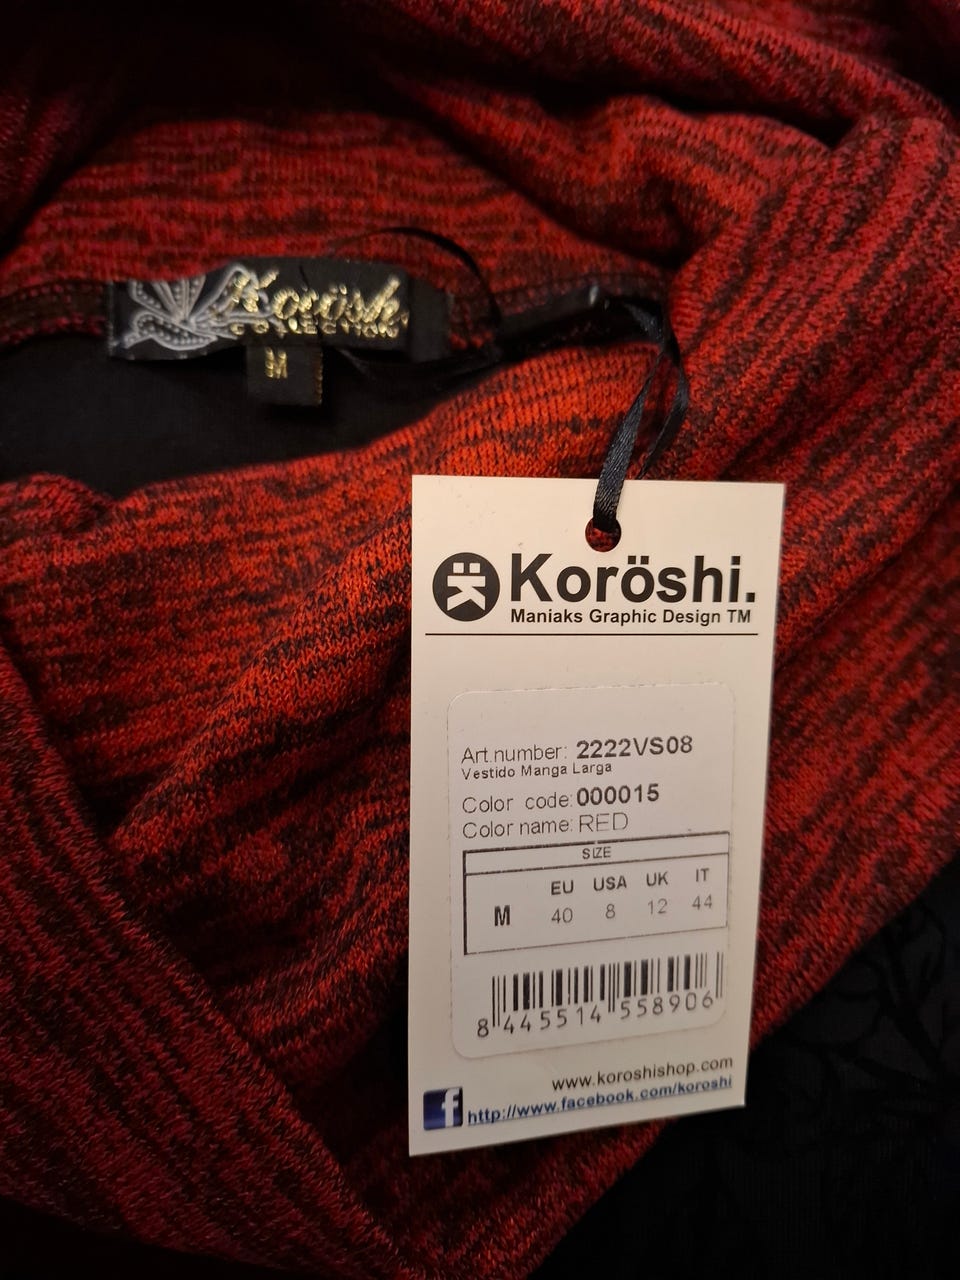 Korösh
COLLECTION
M
Koröshi.
Maniaks Graphic Design TM
Art.number: 2222VS08
Vestido Manga Larga
Color code: 000015
Color name: RED
SIZE
EU USA UK IT
M 40 8 12 44
8 445514 558906
www.koroshishop.com
f http://www.facebook.com/koroshi